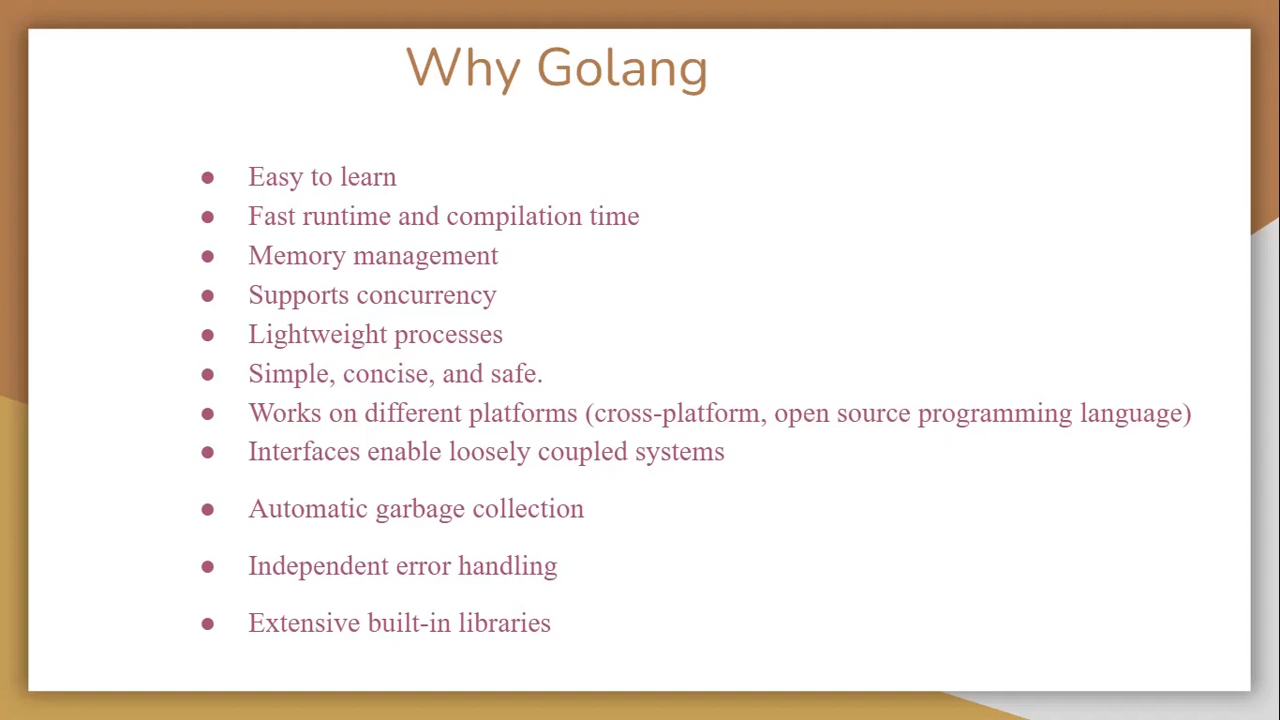 Why Golang
● Easy to learn
● Fast runtime and compilation time
● Memory management
● Supports concurrency
● Lightweight processes
● Simple, concise, and safe.
● Works on different platforms (cross-platform, open source programming language)
● Interfaces enable loosely coupled systems
● Automatic garbage collection
● Independent error handling
● Extensive built-in libraries